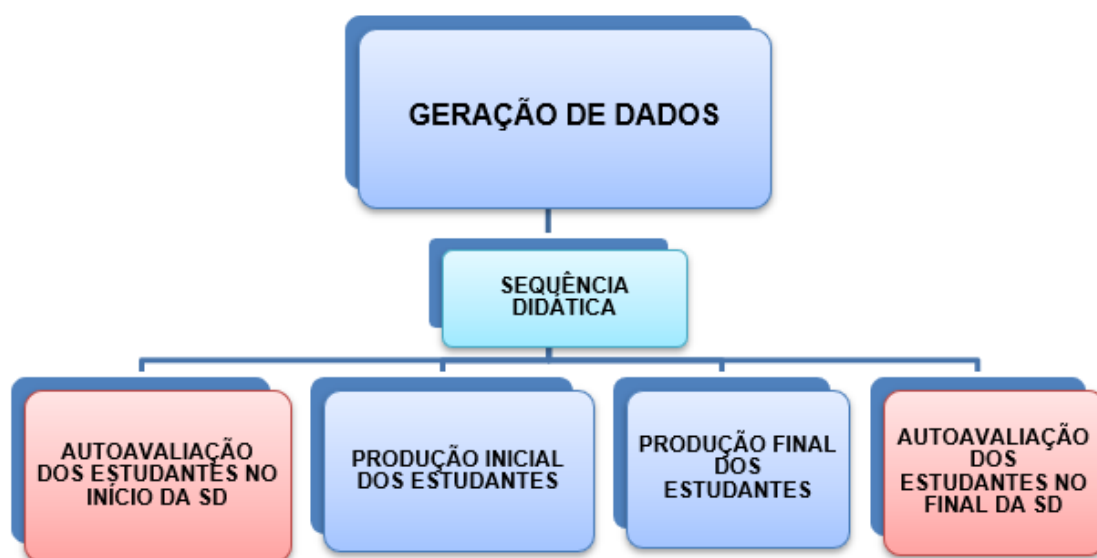 GERAÇÃO DE DADOS
SEQUÊNCIA
DIDÁTICA
AUTOAVALIAÇÃO
DOS ESTUDANTES NO
INÍCIO DA SD
PRODUÇÃO INICIAL
DOS ESTUDANTES
PRODUÇÃO FINAL
DOS
ESTUDANTES
AUTOAVALIAÇÃO
DOS
ESTUDANTES NO
FINAL DA SD